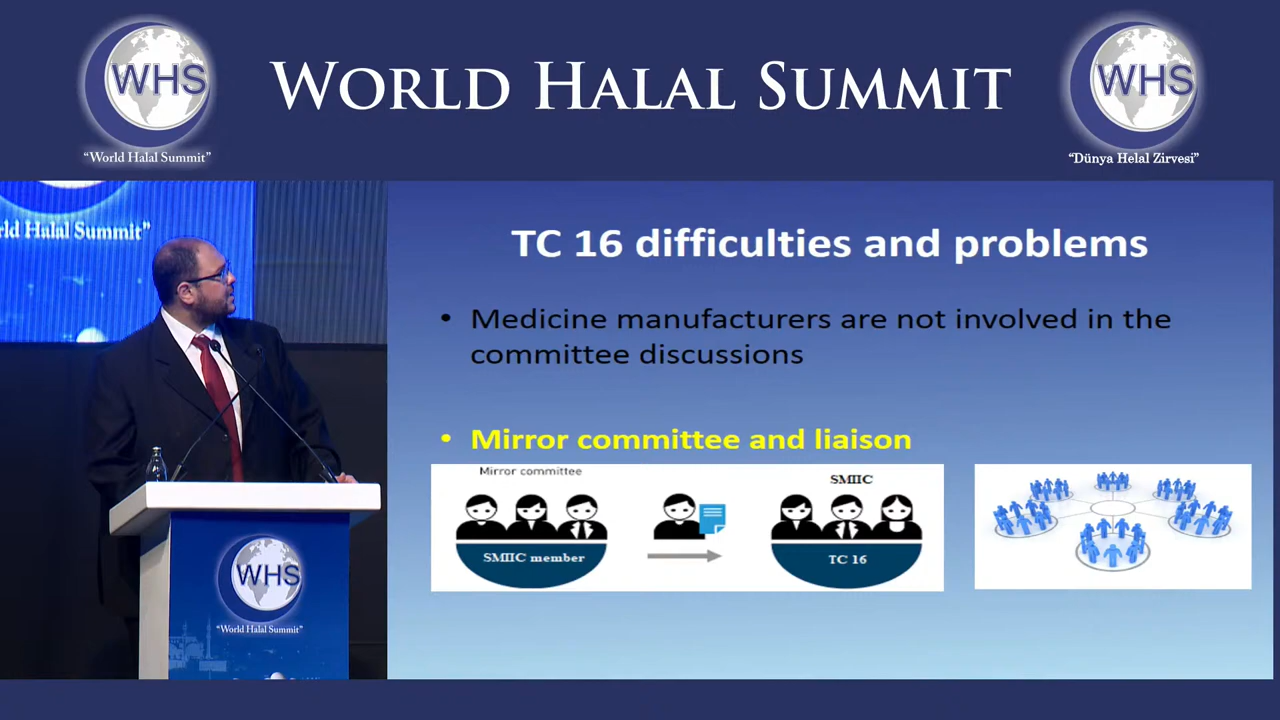 WHS
"World Halal Summit"
WORLD HALAL SUMMIT
WHS
"Dünya Helal Zirvesi"
rld Halal Summit"
TC 16 difficulties and problems
• Medicine manufacturers are not involved in the
committee discussions
• Mirror committee and liaison
Mirror committee
SMIIC member
SMIIC
TC 16
WHS
"World Halal Summit"